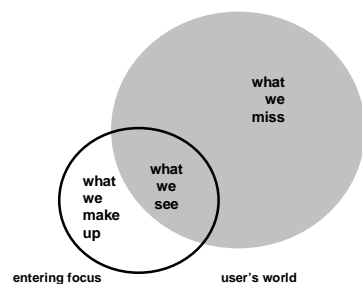 what
we
miss
what
we
see
what
we
make
up
entering focus
user's world